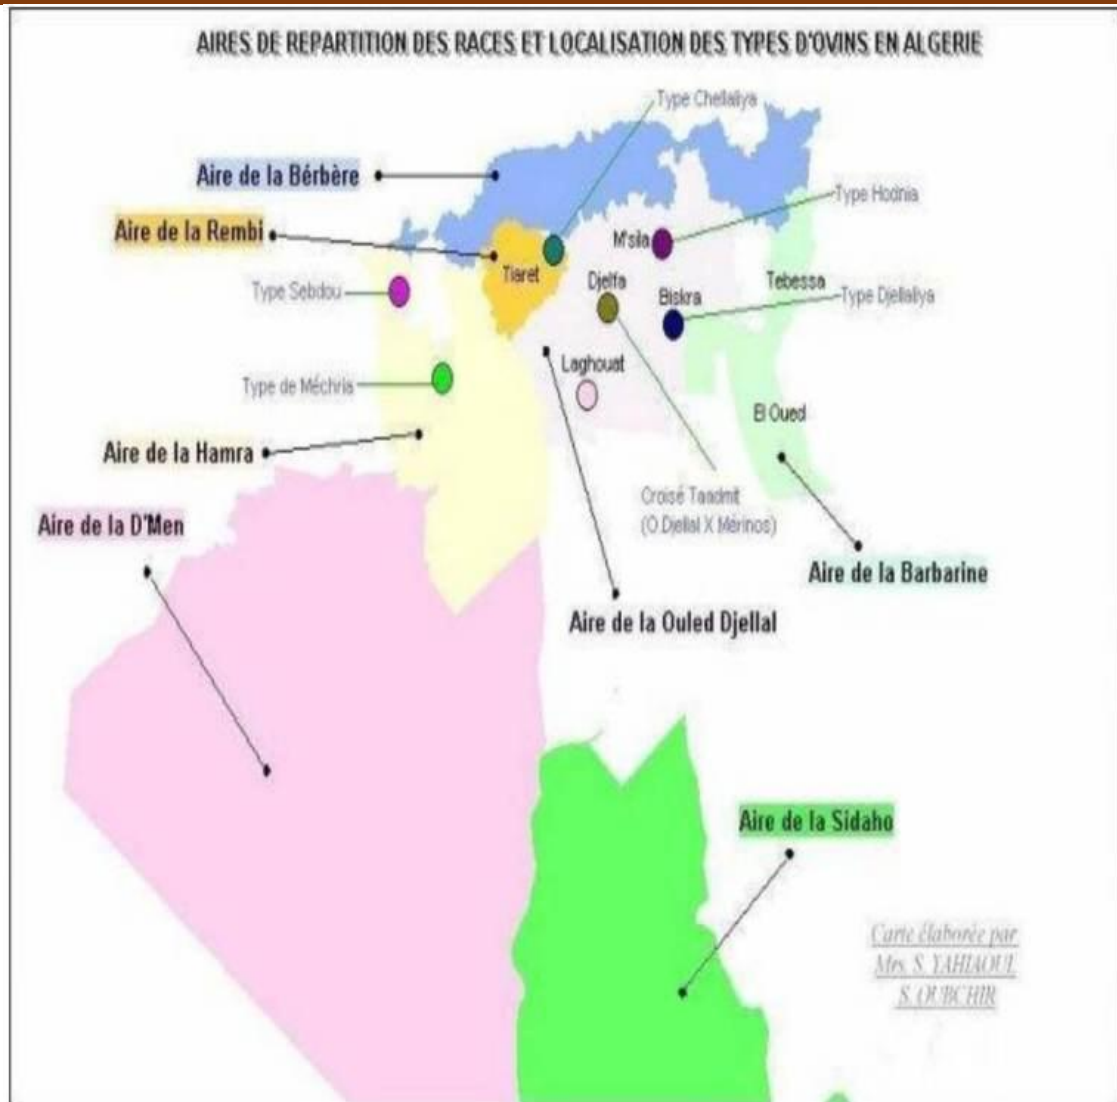 AIRES DE REPARTITION DES RACES ET LOCALISATION DES TYPES D'OVINS EN ALGERIE
Type Chellaliya
Aire de la Bérbère
Type Hodnia
Aire de la Rembi
M'sila
Tiaret
Djelfa
Tebessa
Type Sebdou
Biskra
Type Djellaliya
Laghouat
Type de Méchria
El Oued
Aire de la Hamra
Croisé Taadmit
(O.Djellal X Mérinos)
Aire de la D'Men
Aire de la Barbarine
Aire de la Ouled Djellal
Aire de la Sidaho
Carte élaborée par
Mrs. S. YAHIAOUI,
S. OUBCHIR